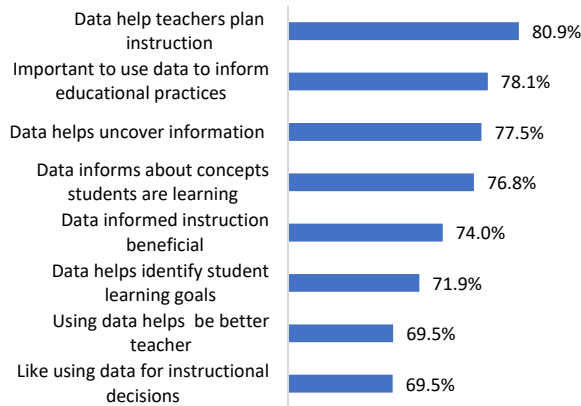 Data help teachers plan
instruction
80.9%
Important to use data to inform
educational practices
78.1%
Data helps uncover information
77.5%
Data informs about concepts
students are learning
76.8%
Data informed instruction
beneficial
74.0%
Data helps identify student
learning goals
71.9%
Using data helps  be better
teacher
69.5%
Like using data for instructional
decisions
69.5%